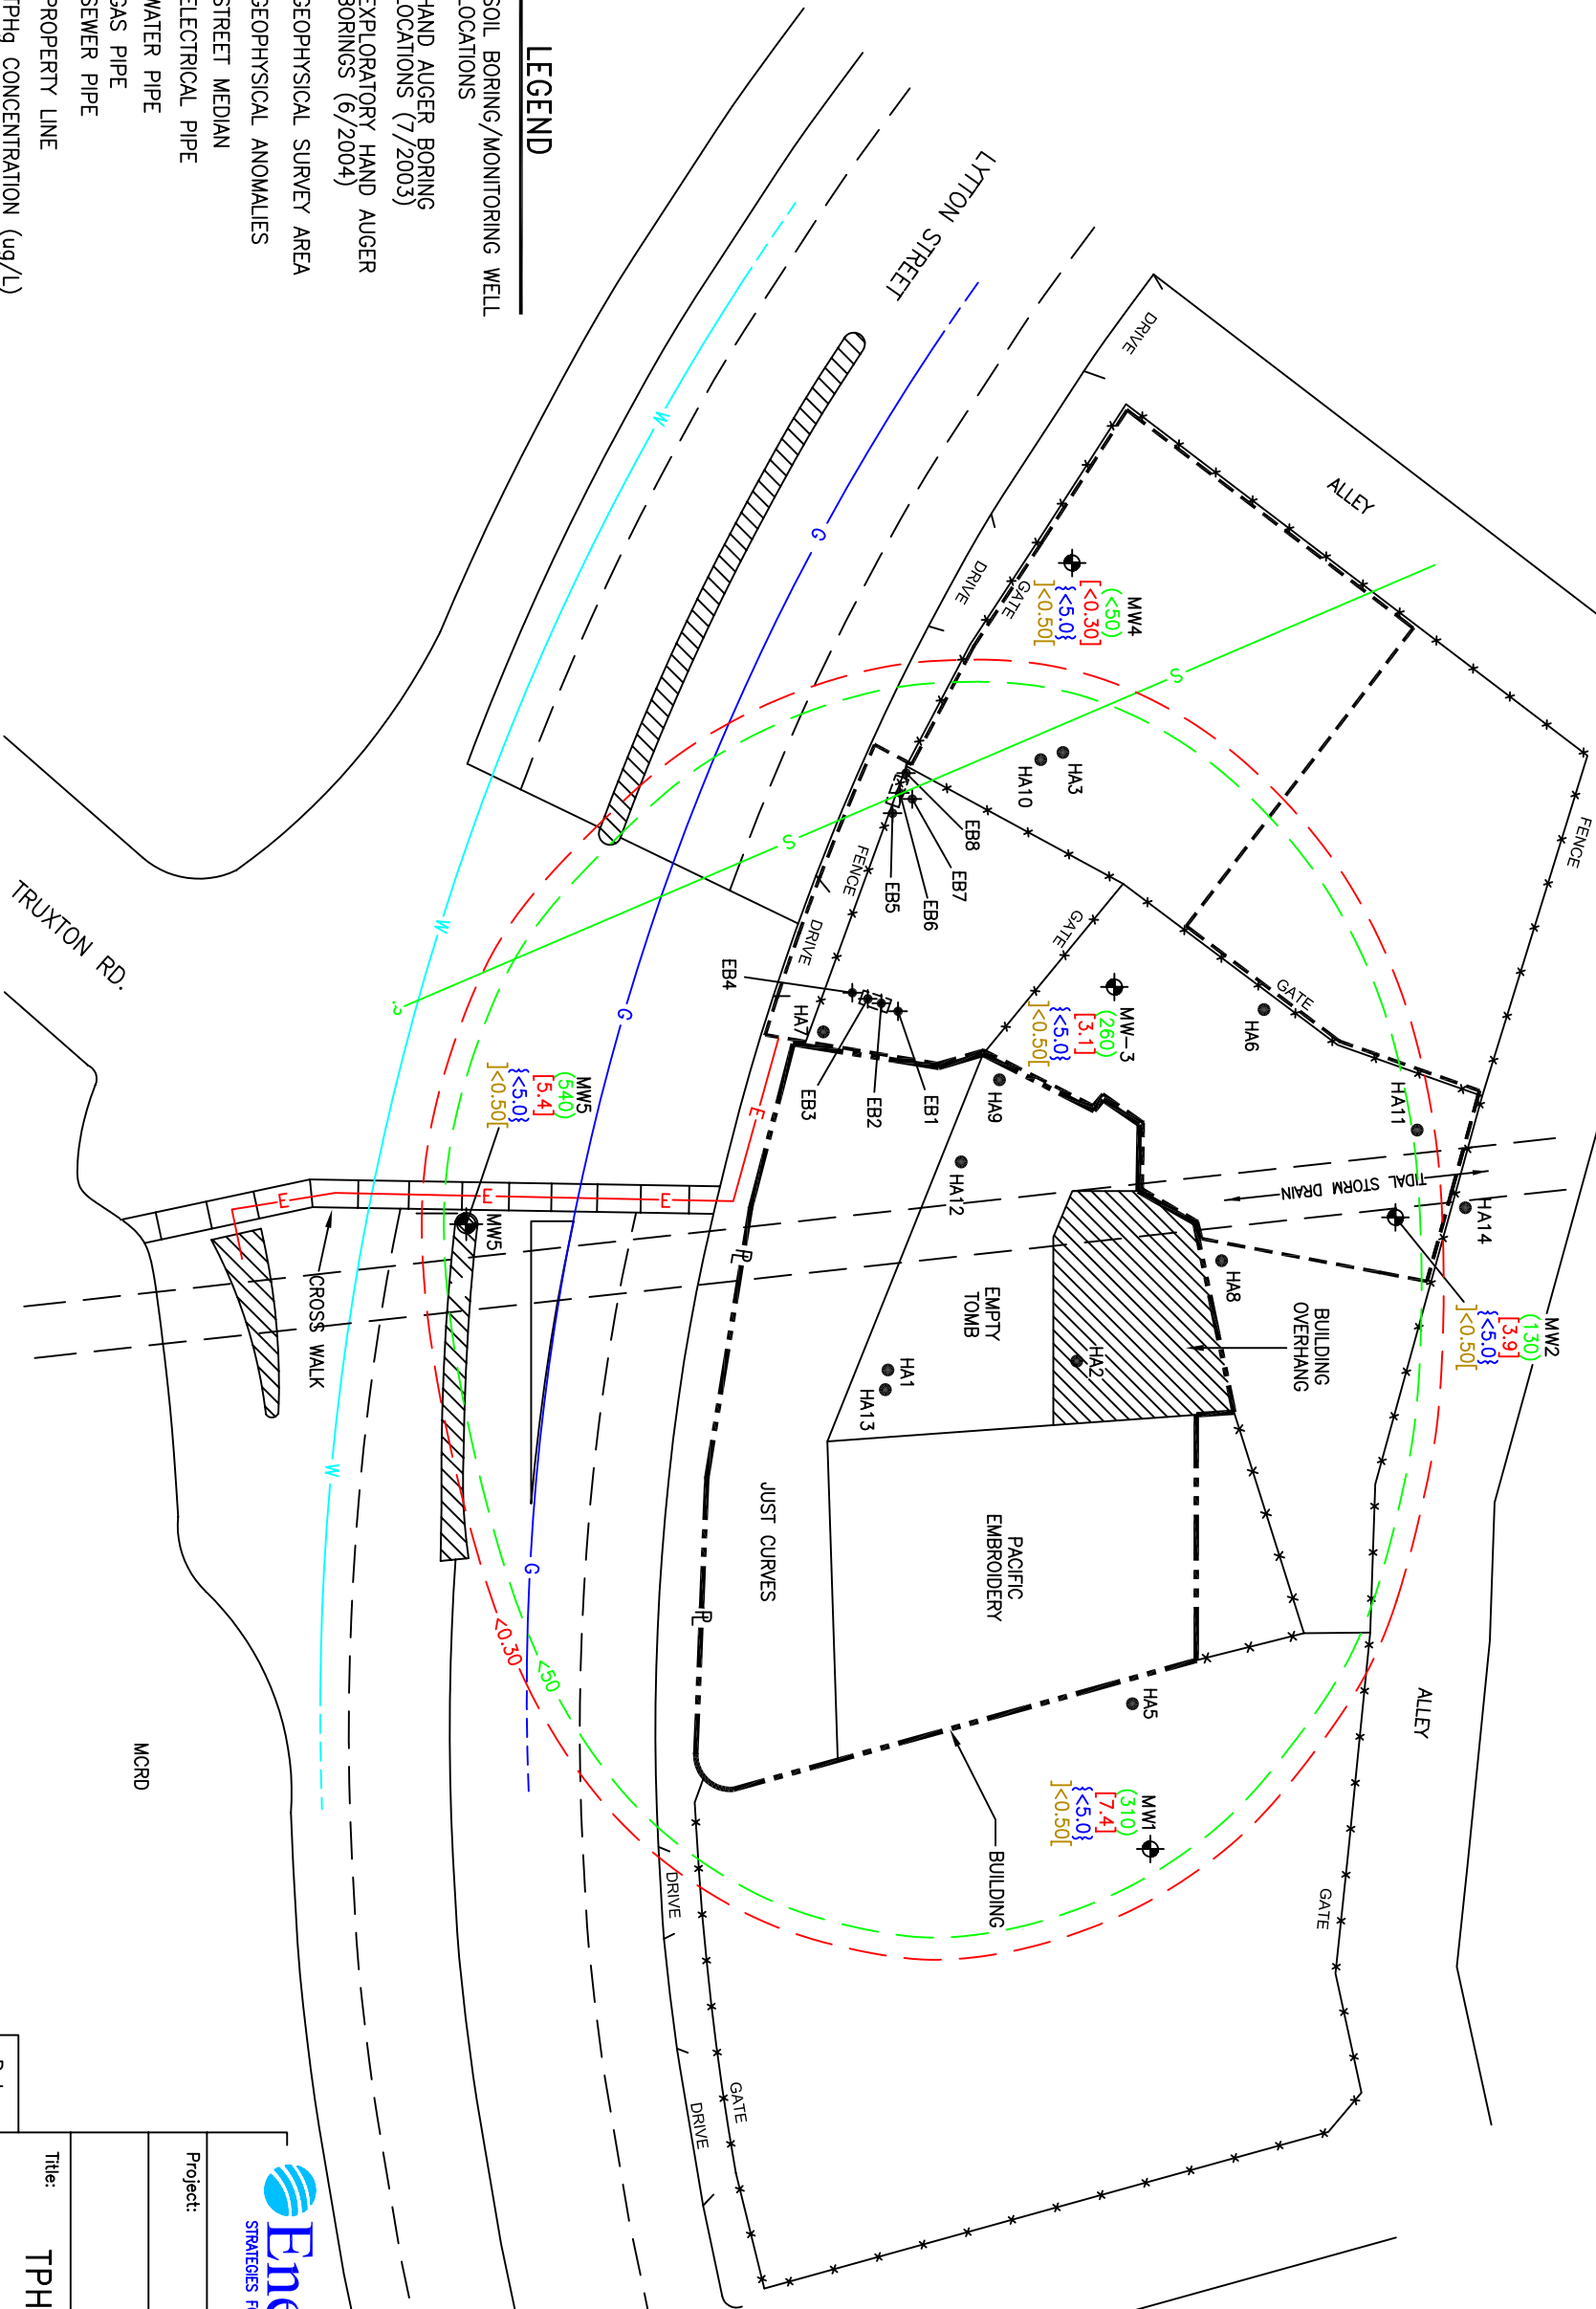 LEGEND
SOIL BORING/MONITORING WELL
LOCATIONS
HAND AUGER BORING
LOCATIONS (7/2003)
EXPLORATORY HAND AUGER
BORINGS (6/2004)
GEOPHYSICAL SURVEY AREA
GEOPHYSICAL ANOMALIES
STREET MEDIAN
ELECTRICAL PIPE
WATER PIPE
GAS PIPE
SEWER PIPE
PROPERTY LINE
TPHg CONCENTRATION (ug/L)
LYTTON STREET
DRIVE
ALLEY
FENCE
MW4
(<50)
[<0.30]
{<5.0}
]<0.50[
GATE
DRIVE
S
W
G
HA3
HA10
EB8
EB7
EB6
EB5
FENCE
DRIVE
GATE
GATE
HA6
S
W
G
S
EB4
HA7
EB3
EB2
EB1
MW-3
(260)
[3.1]
{<5.0}
]<0.50[
HA9
HA11
HA12
TIDAL STORM DRAIN
HA14
MW2
(130)
[3.9]
{<5.0}
]<0.50[
MW5
(540)
[5.4]
{<5.0}
]<0.50[
E
E
E
E
MW5
CROSS WALK
TRUXTON RD.
PL
EMPTY
TOMB
HA8
BUILDING
OVERHANG
HA2
HA1
HA13
W
G
JUST CURVES
PACIFIC
EMBROIDERY
PL
<0.30
<50
HA5
ALLEY
MCRD
MW1
(310)
[7.4]
{<5.0}
]<0.50[
BUILDING
GATE
DRIVE
GATE
DRIVE
Ene
STRATEGIES F
Project:
Title:
TPH